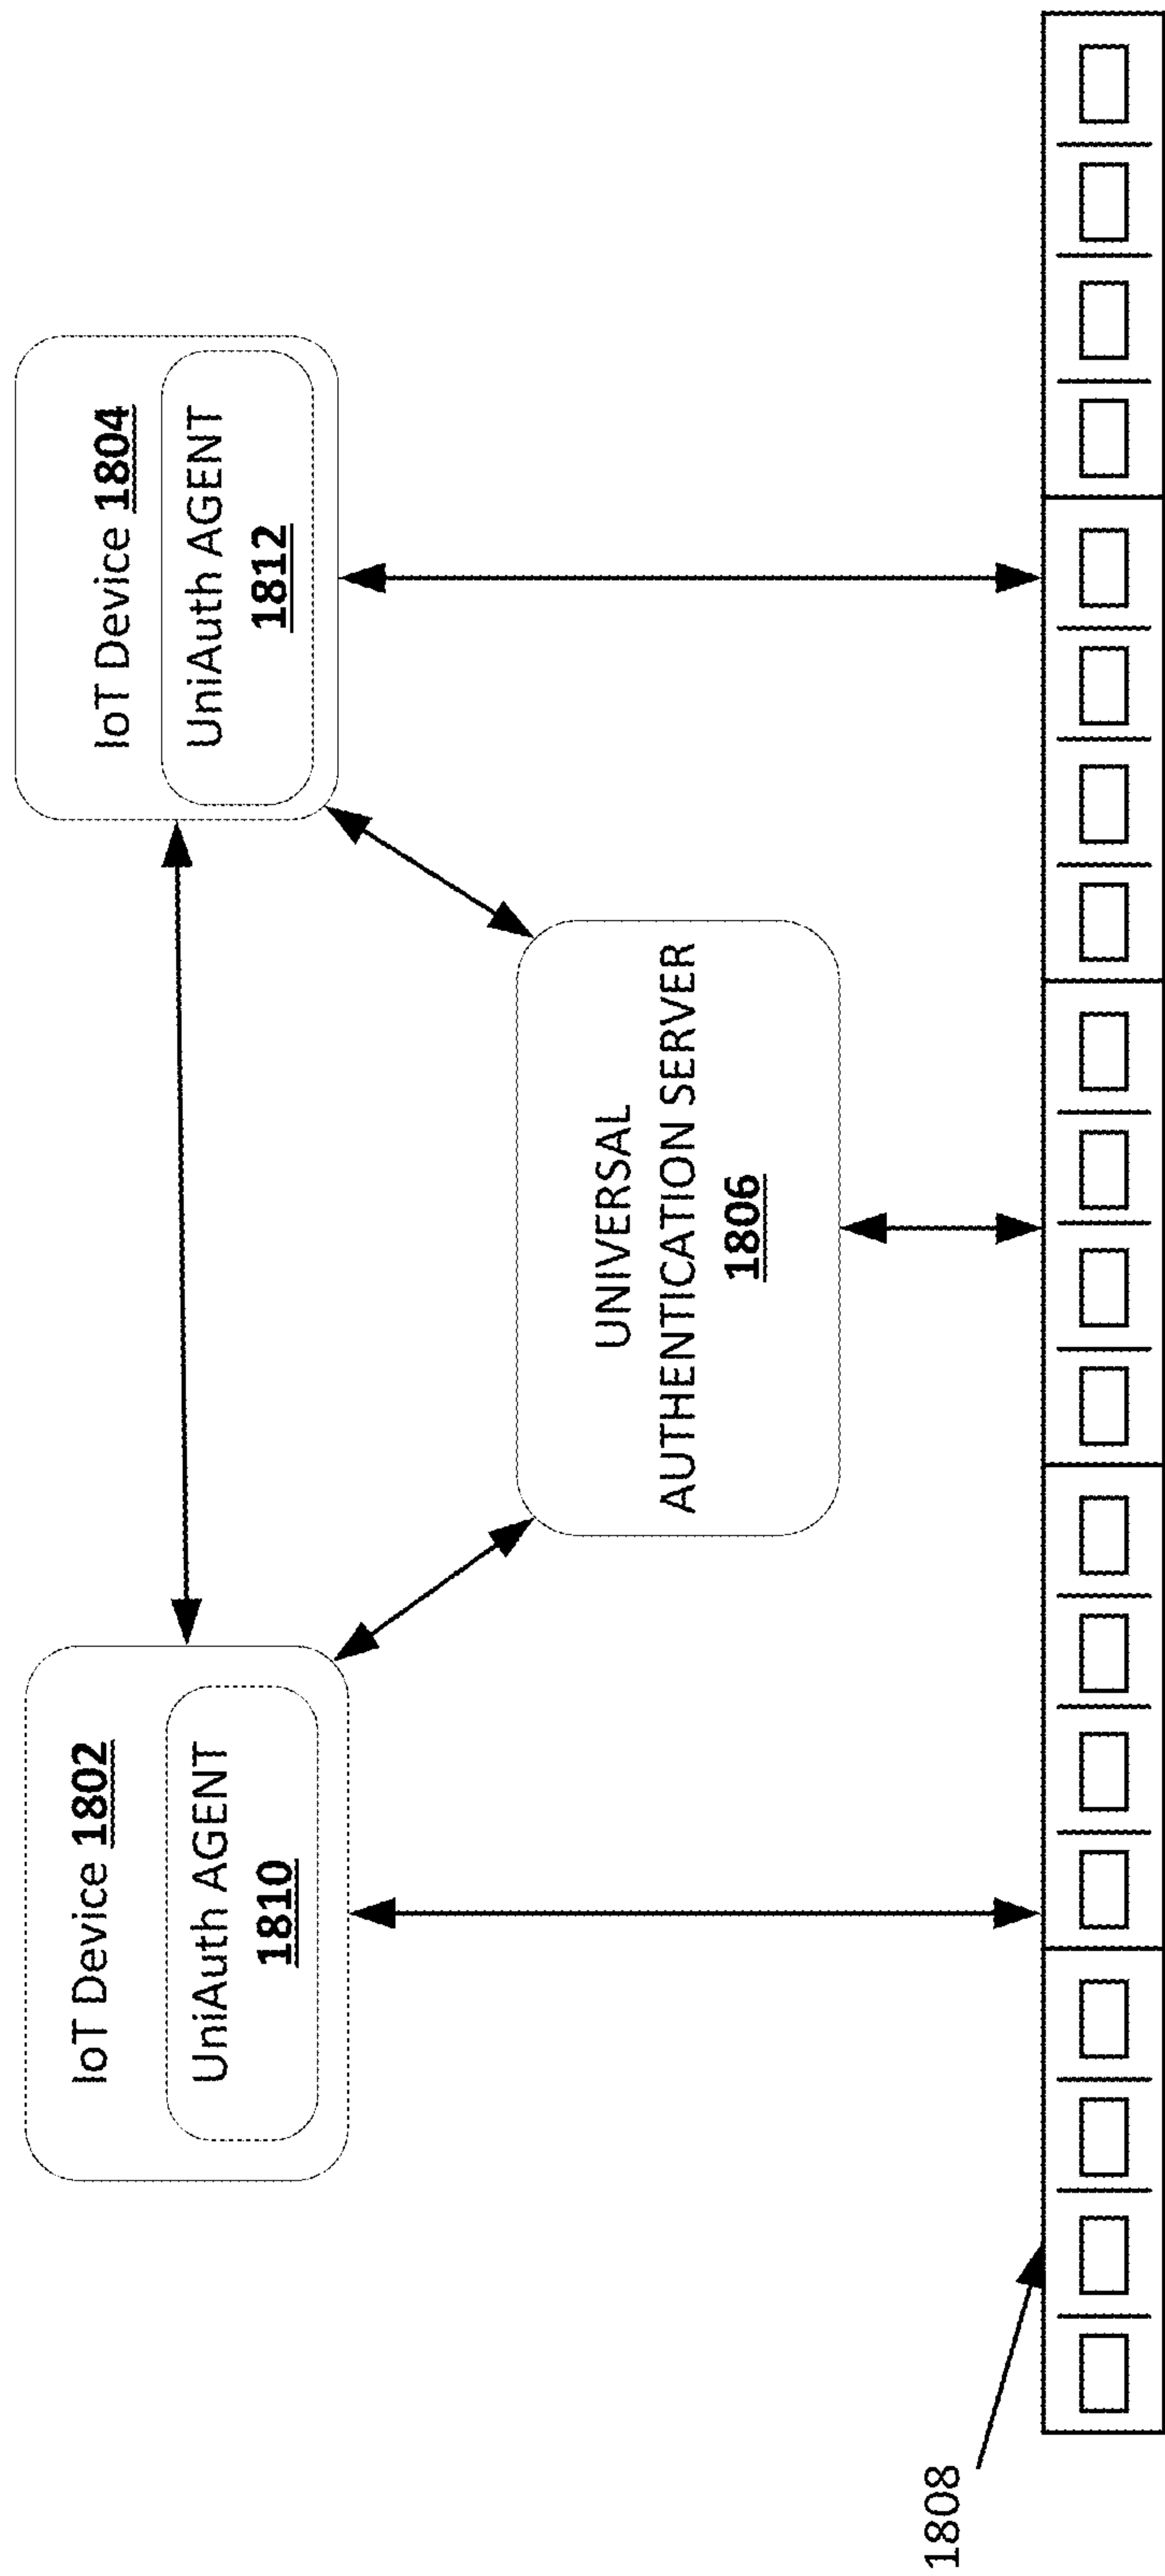 IoT Device 1802
UniAuth AGENT
1810
IoT Device 1804
UniAuth AGENT
1812
UNIVERSAL
AUTHENTICATION SERVER
1806
1808